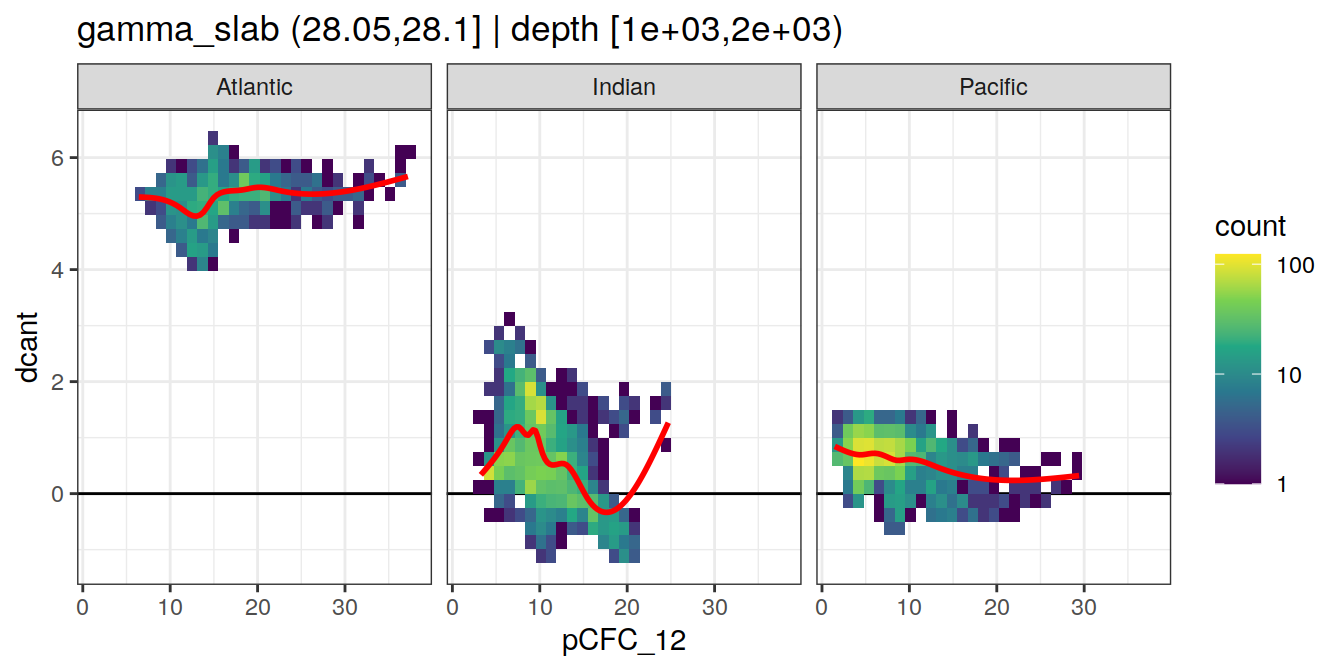 gamma_slab (28.05,28.1] | depth [1e+03,2e+03)
Atlantic Indian Pacific
6
4
2
0
dcant
0 10 20 30 0 10 20 30 0 10 20 30
pCFC_12
count
100
10
1